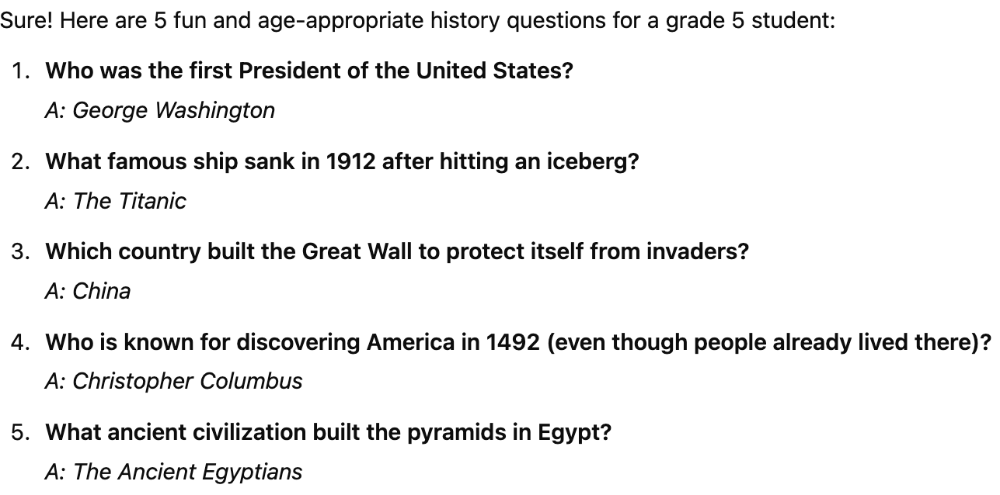 Sure! Here are 5 fun and age-appropriate history questions for a grade 5 student:
1. Who was the first President of the United States?
A: George Washington
2. What famous ship sank in 1912 after hitting an iceberg?
A: The Titanic
3. Which country built the Great Wall to protect itself from invaders?
A: China
4. Who is known for discovering America in 1492 (even though people already lived there)?
A: Christopher Columbus
5. What ancient civilization built the pyramids in Egypt?
A: The Ancient Egyptians